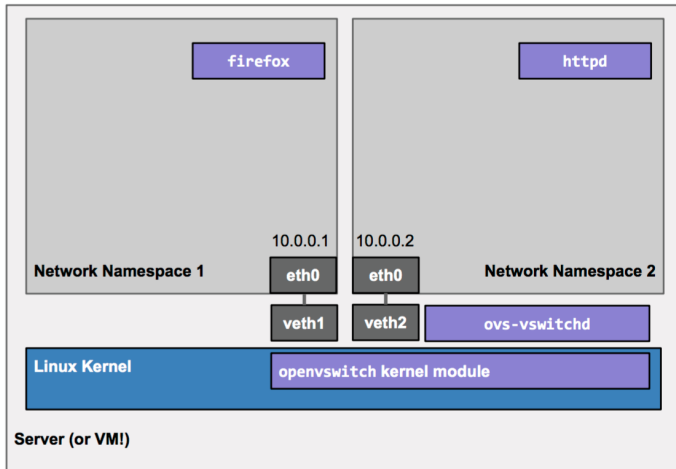 firefox
httpd
10.0.0.1
10.0.0.2
Network Namespace 1
eth0
eth0
Network Namespace 2
veth1
veth2
ovs-vswitchd
Linux Kernel
openvswitch kernel module
Server (or VM!)